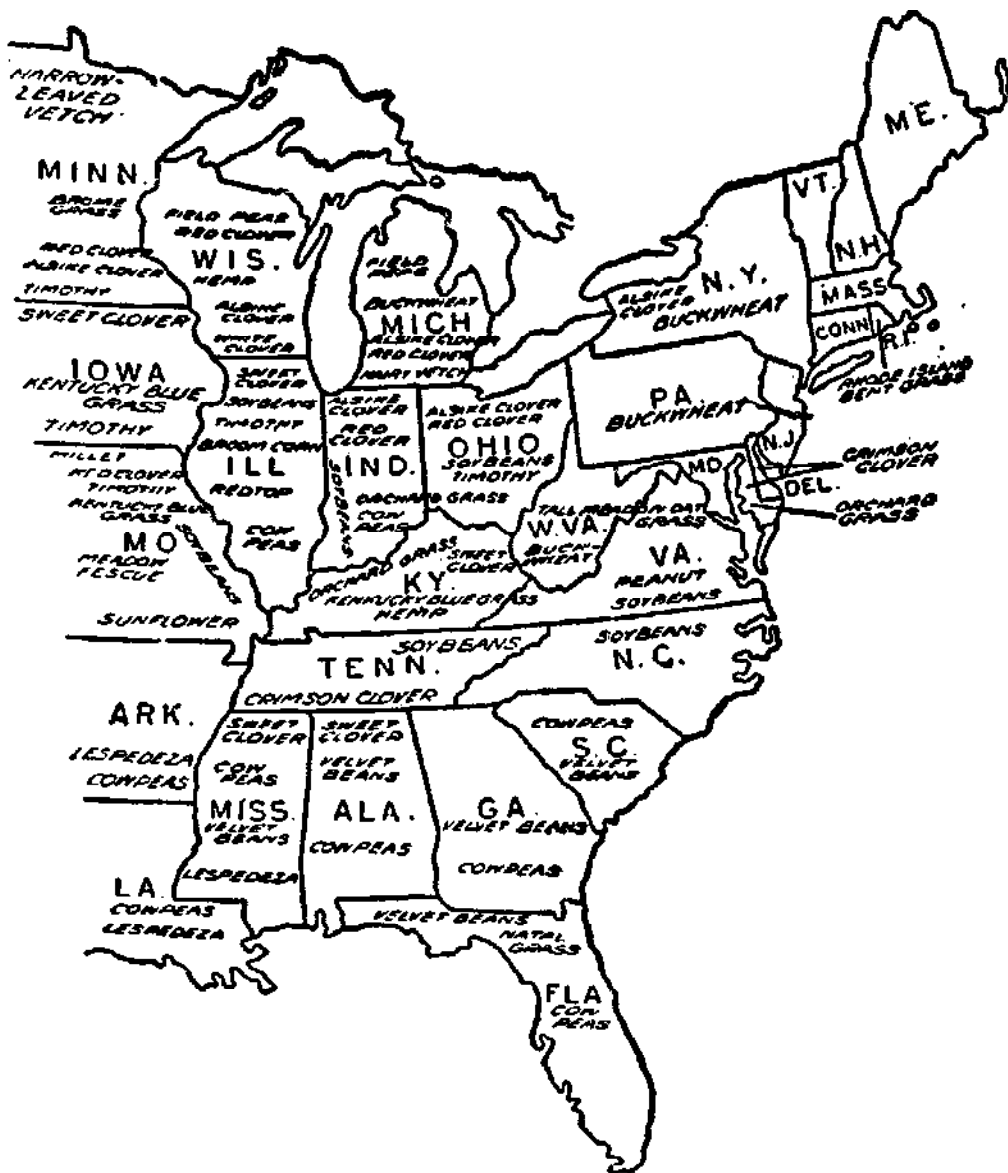 NARROW-
LEAVED
VETCH
MINN.
BROME
GRASS
RED CLOVER
ALSIKE CLOVER
TIMOTHY
SWEET CLOVER
IOWA
KENTUCKY BLUE
GRASS
TIMOTHY
MILLET
RED CLOVER
TIMOTHY
KENTUCKY BLUE
GRASS
MO
MEADOW
FESCUE
SOYBEANS
SUNFLOWER
ARK.
LESPEDEZA
COWPEAS
LA.
COWPEAS
LESPEDEZA
FIELD PEAS
RED CLOVER
WIS.
HEMP
ALSIKE
CLOVER
WHITE
CLOVER
SWEET
CLOVER
SOYBEANS
TIMOTHY
BROOM CORN
ILL
REDTOP
COW
PEAS
FIELD
PEAS
BUCKWHEAT
MICH
ALSIKE CLOVER
RED CLOVER
HAIRY VETCH
ALSIKE
CLOVER
RED
CLOVER
IND.
SOYBEANS
ORCHARD GRASS
COW
PEAS
ALSIKE CLOVER
RED CLOVER
OHIO
SOYBEANS
TIMOTHY
ORCHARD GRASS
SWEET
CLOVER
KY.
KENKUCKY BLUE GRASS
HEMP
SOYBEANS
TENN.
CRIMSON CLOVER
SWEET
CLOVER
COW
PEAS
MISS.
VELVET
BEANS
LESPEDEZA
SWEET
CLOVER
VELVET
BEANS
ALA.
COWPEAS
GA.
VELVET BEANS
COWPEAS
VELVET BEANS
NATAL
GRASS
FLA
COW
PEAS
COWPEAS
S.C.
VELVET
BEANS
SOYBEANS
N.C.
TALL MEADOW OAT
GRASS
VA.
PEANUT
SOYBEANS
W.VA.
BUCK-
WHEAT
MD.
DEL.
N.J.
CRIMSON
CLOVER
ORCHARD
GRASS
PA
BUCKWHEAT
N.Y.
ALSIKE
CLOVER
BUCKWHEAT
VT.
N.H
ME.
MASS
CONN
R.I.
RHODE ISLAND
BENT GRASS